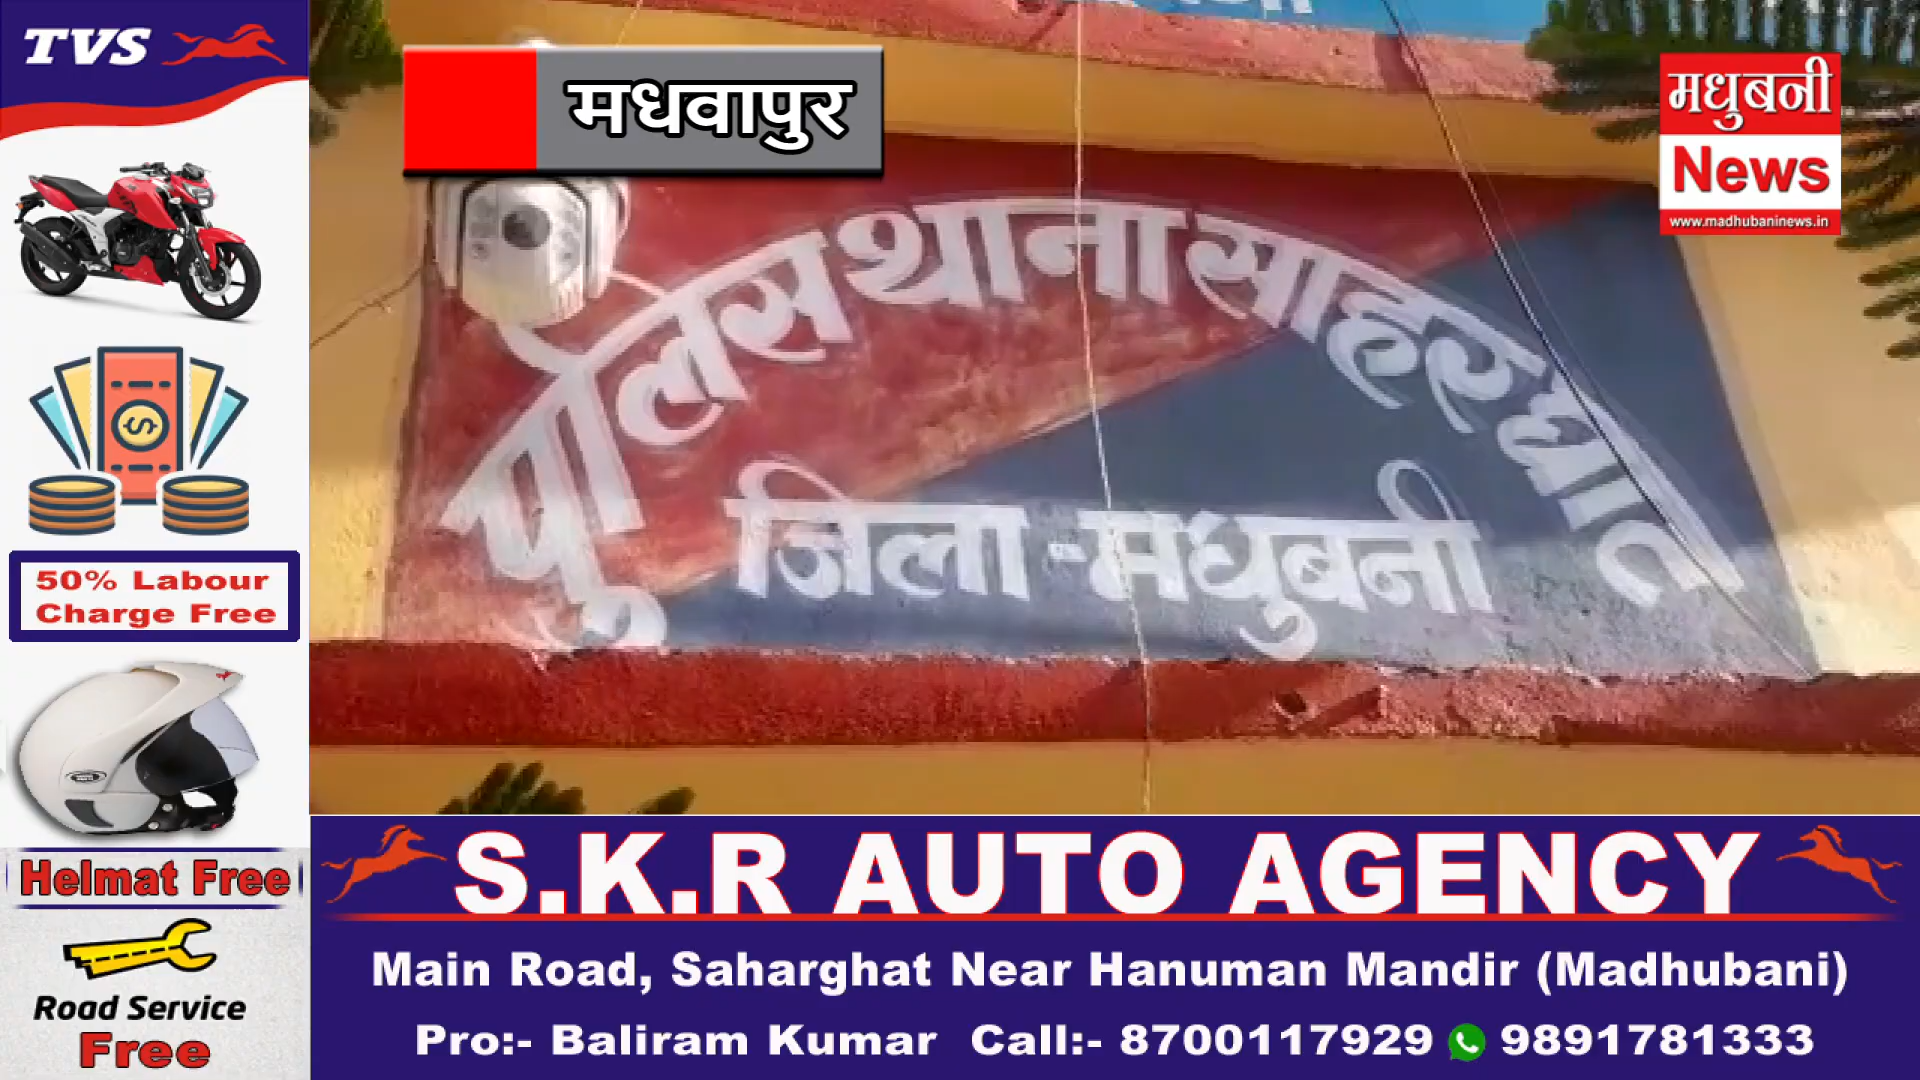 TVS
मधवापुर
मधुबनी
News
www.madhubaninews.in
पुलिस थाना साहरघाट
जिला-मधुबनी
50% Labour
Charge Free
Helmat Free
Road Service
Free
S.K.R AUTO AGENCY
Main Road, Saharghat Near Hanuman Mandir (Madhubani)
Pro:- Baliram Kumar Call:- 8700117929 9891781333